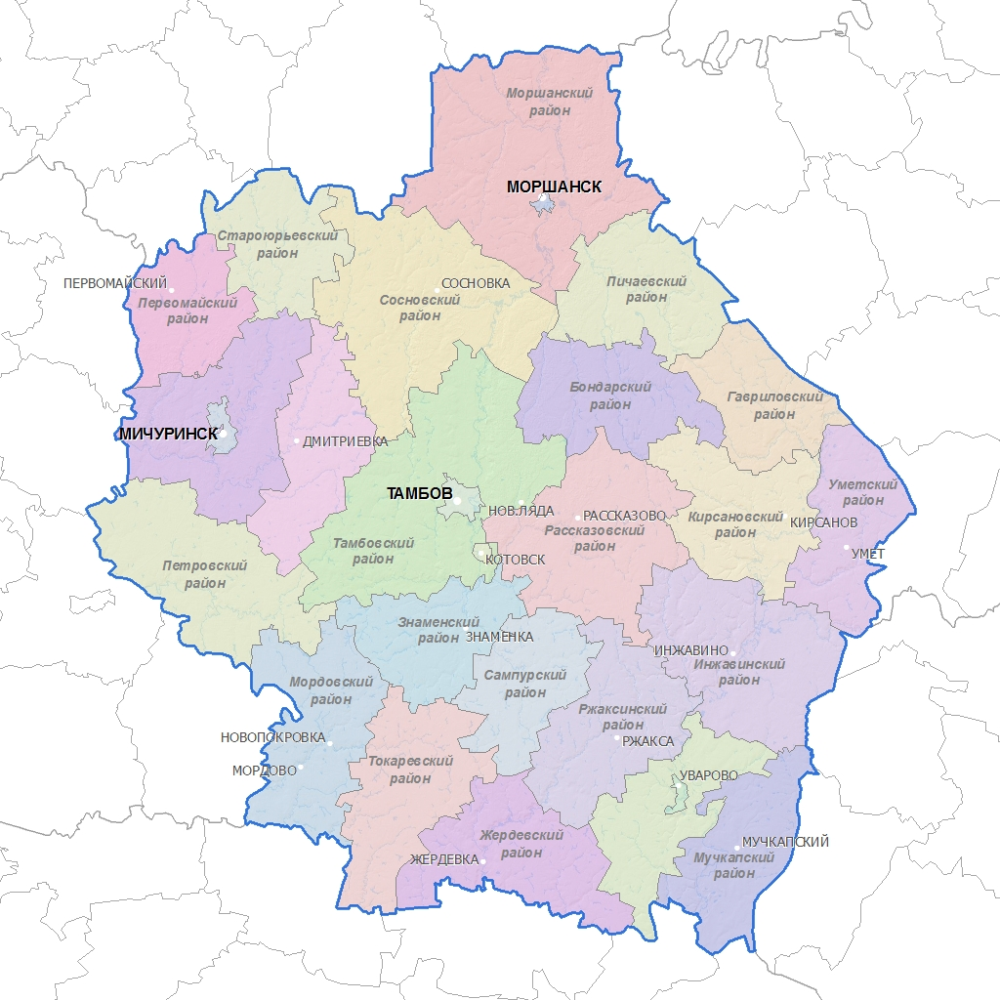 Моршанский
район
МОРШАНСК
Староюрьевский
район
ПЕРВОМАЙСКИЙ
Первомайский
район
СОСНОВКА
Сосновский
район
Пичаевский
район
Бондарский
район
Гавриловский
район
МИЧУРИНСК
ДМИТРИЕВКА
ТАМБОВ
НОВ.ЛЯДА
РАССКАЗОВО
Рассказовский
район
Кирсановский
район
КИРСАНОВ
Уметский
район
УМЕТ
Тамбовский
район
КОТОВСК
Петровский
район
Знаменский
район
ЗНАМЕНКА
Сампурский
район
ИНЖАВИНО
Инжавинский
район
Мордовский
район
НОВОПОКРОВКА
МОРДОВО
Ржаксинский
район
РЖАКСА
Токаревский
район
УВАРОВО
Жердевский
район
ЖЕРДЕВКА
МУЧКАПСКИЙ
Мучкапский
район